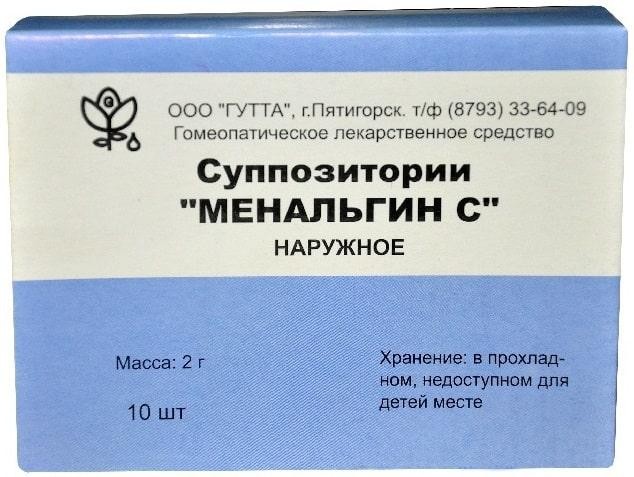 ООО "ГУТТА", г.Пятигорск. т/ф (8793) 33-64-09
Гомеопатическое лекарственное средство
Суппозитории
"МЕНАЛЬГИН С"
НАРУЖНОЕ
Масса: 2 г
10 шт
Хранение: в прохлад-
ном, недоступном для
детей месте